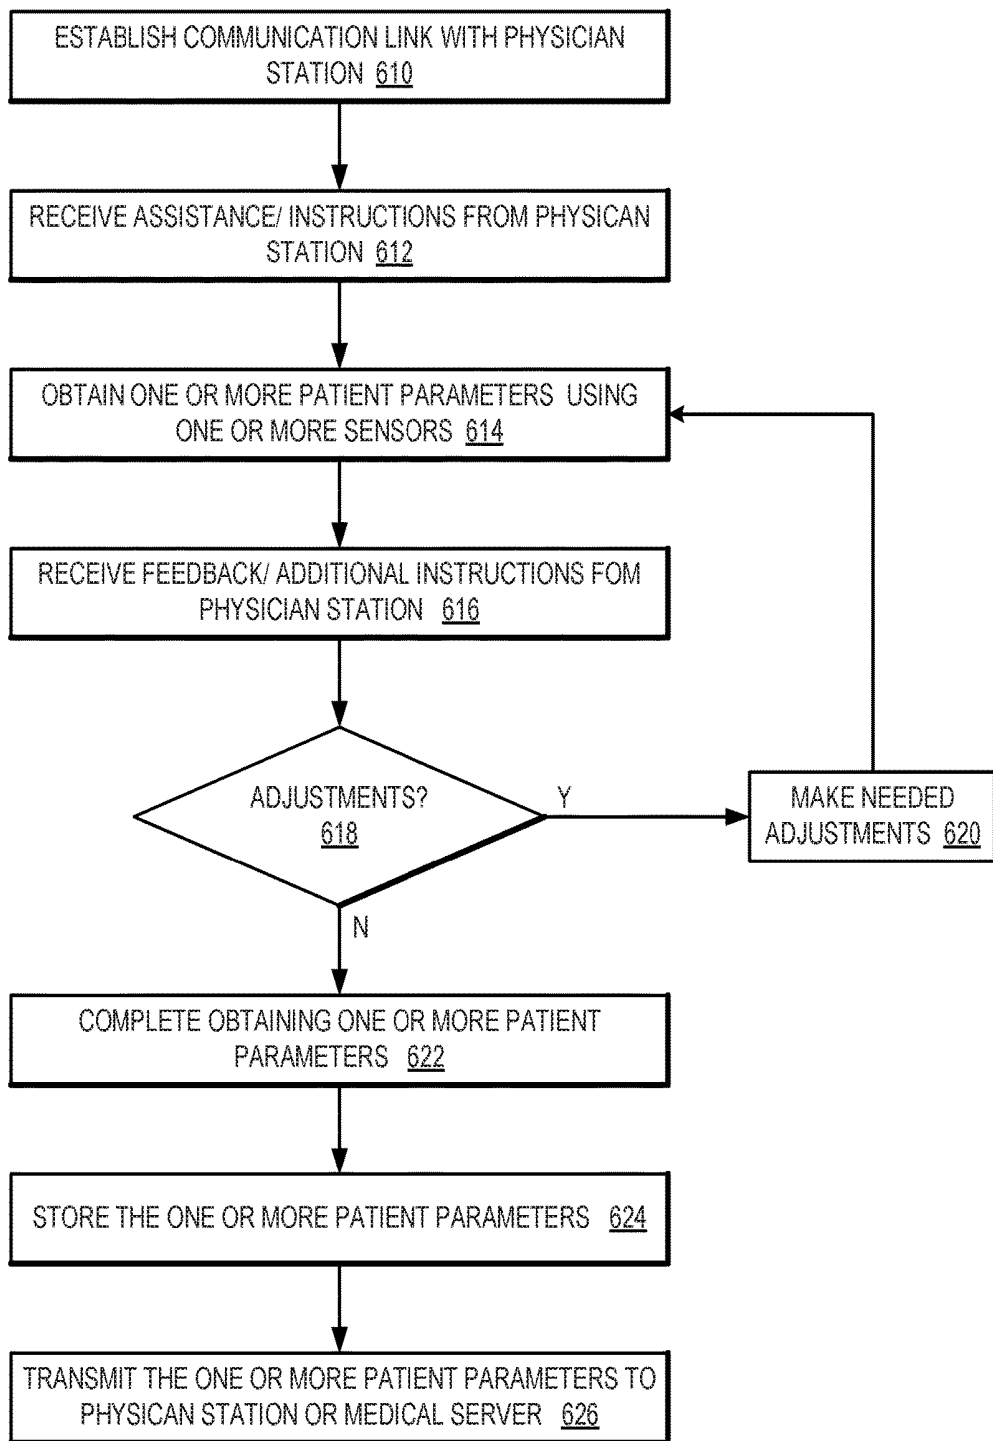 ESTABLISH COMMUNICATION LINK WITH PHYSICIAN
STATION 610
RECEIVE ASSISTANCE/ INSTRUCTIONS FROM PHYSICAN
STATION 612
OBTAIN ONE OR MORE PATIENT PARAMETERS USING
ONE OR MORE SENSORS 614
RECEIVE FEEDBACK/ ADDITIONAL INSTRUCTIONS FOM
PHYSICIAN STATION 616
ADJUSTMENTS?
618
Y
MAKE NEEDED
ADJUSTMENTS 620
N
COMPLETE OBTAINING ONE OR MORE PATIENT
PARAMETERS 622
STORE THE ONE OR MORE PATIENT PARAMETERS 624
TRANSMIT THE ONE OR MORE PATIENT PARAMETERS TO
PHYSICAN STATION OR MEDICAL SERVER 626